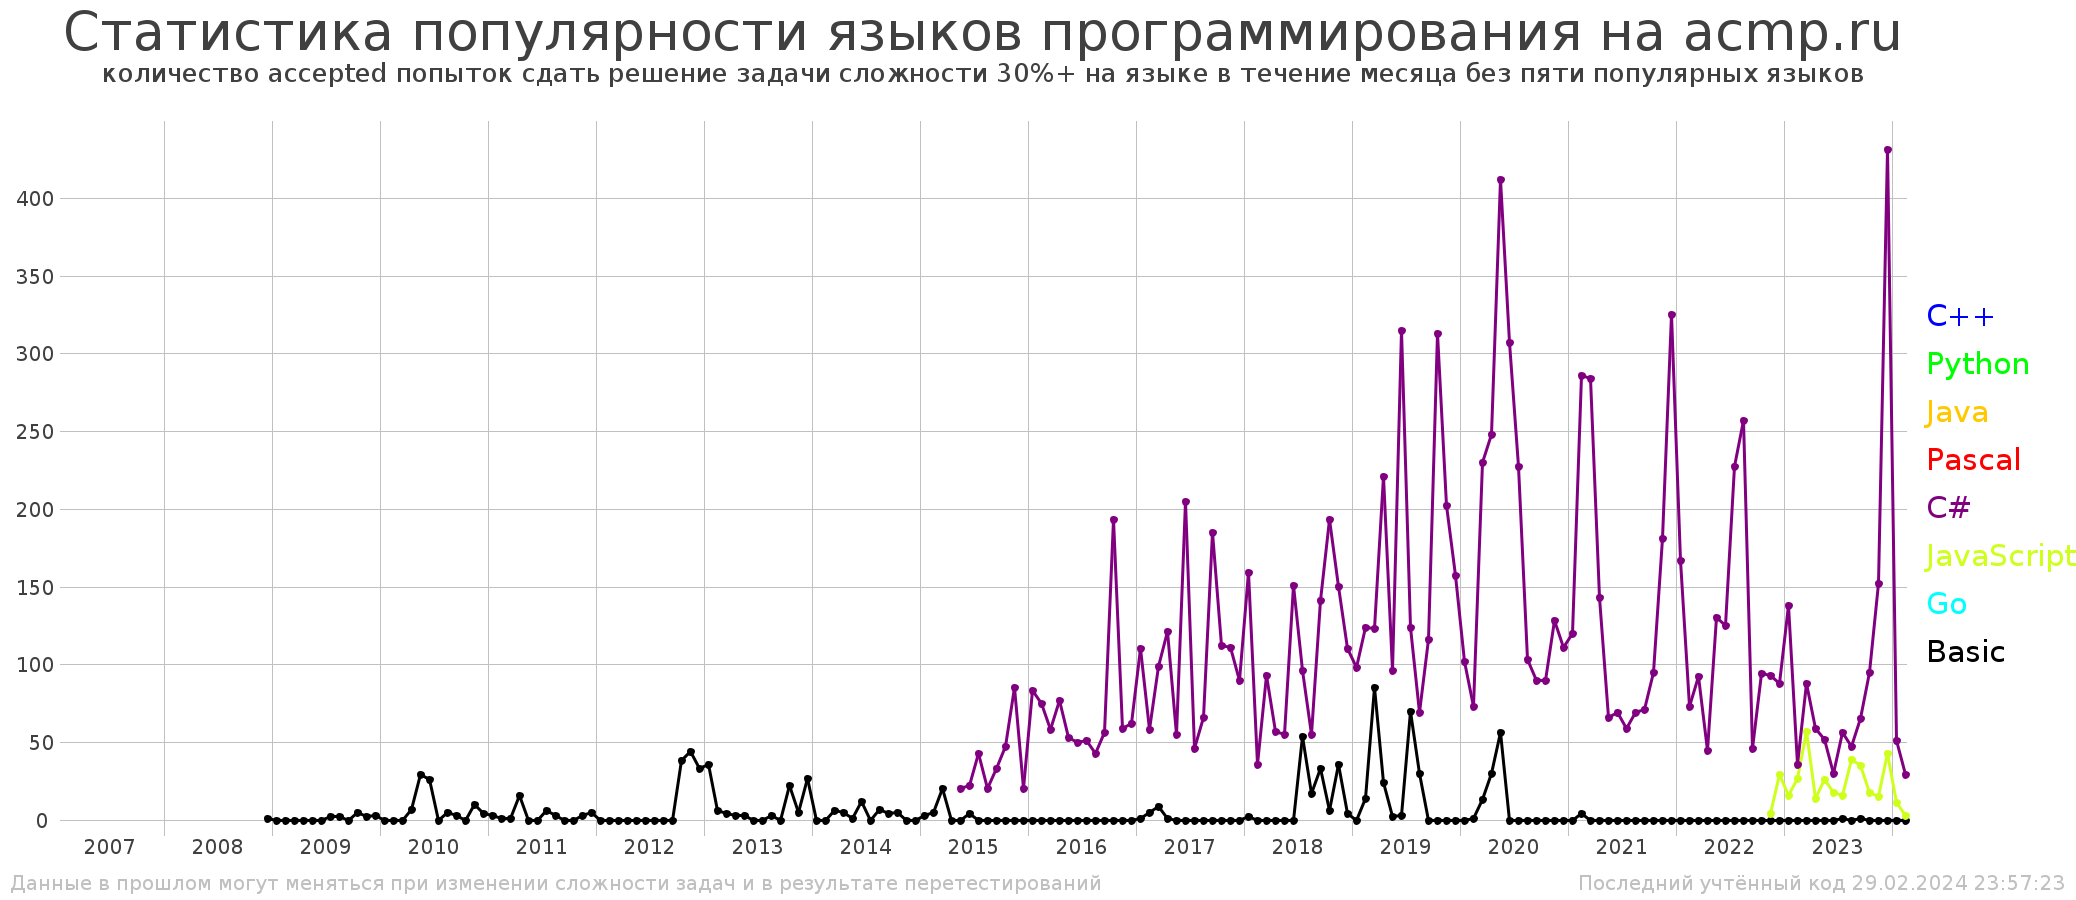 Статистика популярности языков программирования на acmp.ru
количество accepted попыток сдать решение задачи сложности 30%+ на языке в течение месяца без пяти популярных языков
400
350
300
250
200
150
100
50
0
C++
Python
Java
Pascal
C#
JavaScript
Go
Basic
2007 2008 2009 2010 2011 2012 2013 2014 2015 2016 2017 2018 2019 2020 2021 2022 2023
Данные в прошлом могут меняться при изменении сложности задач и в результате перетестирований
Последний учтённый код 29.02.2024 23:57:23